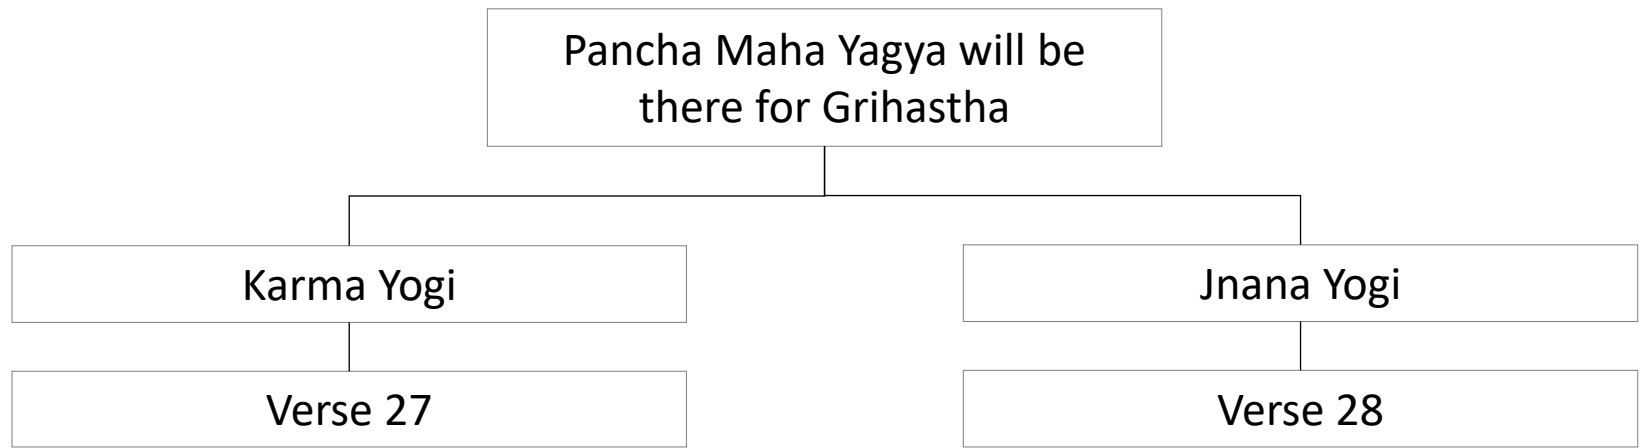 Pancha Maha Yagya will be
there for Grihastha
Karma Yogi
Jnana Yogi
Verse 27
Verse 28